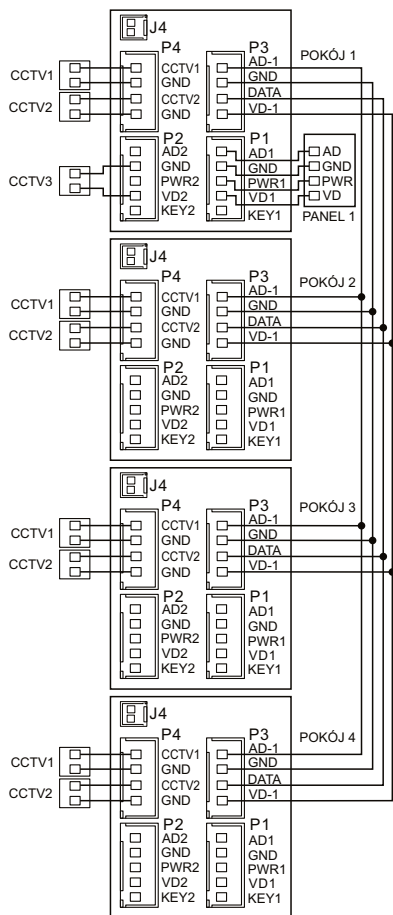 J4
P4 P3
CCTV1 CCTV1 AD-1 POKÓJ 1
GND GND
CCTV2 CCTV2 DATA
GND VD-1
P2 P1
AD2 AD1 AD
CCTV3 GND GND GND
PWR2 PWR1 PWR
VD2 VD1 VD
KEY2 KEY1 PANEL 1
J4
P4 P3
CCTV1 CCTV1 AD-1 POKÓJ 2
GND GND
CCTV2 CCTV2 DATA
GND VD-1
P2 P1
AD2 AD1
GND GND
PWR2 PWR1
VD2 VD1
KEY2 KEY1
J4
P4 P3
CCTV1 CCTV1 AD-1 POKÓJ 3
GND GND
CCTV2 CCTV2 DATA
GND VD-1
P2 P1
AD2 AD1
GND GND
PWR2 PWR1
VD2 VD1
KEY2 KEY1
J4
P4 P3
CCTV1 CCTV1 AD-1 POKÓJ 4
GND GND
CCTV2 CCTV2 DATA
GND VD-1
P2 P1
AD2 AD1
GND GND
PWR2 PWR1
VD2 VD1
KEY2 KEY1